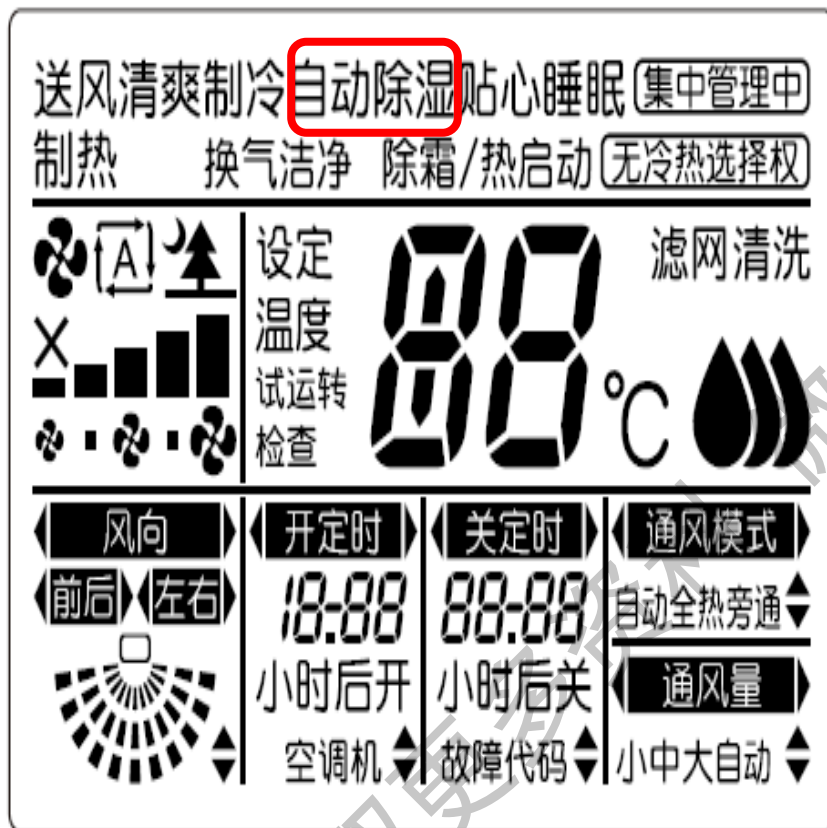 送风清爽制冷自动除湿贴心睡眠 集中管理中
制热 换气洁净 除霜/热启动 无冷热选择权
A 设定 88 滤网清洗
温度
试运转 °C
检查
风向 开定时 关定时 通风模式
前后 左右 18-88 88-88 自动全热旁通
小时后开 小时后关 通风量
空调机 故障代码 小中大自动